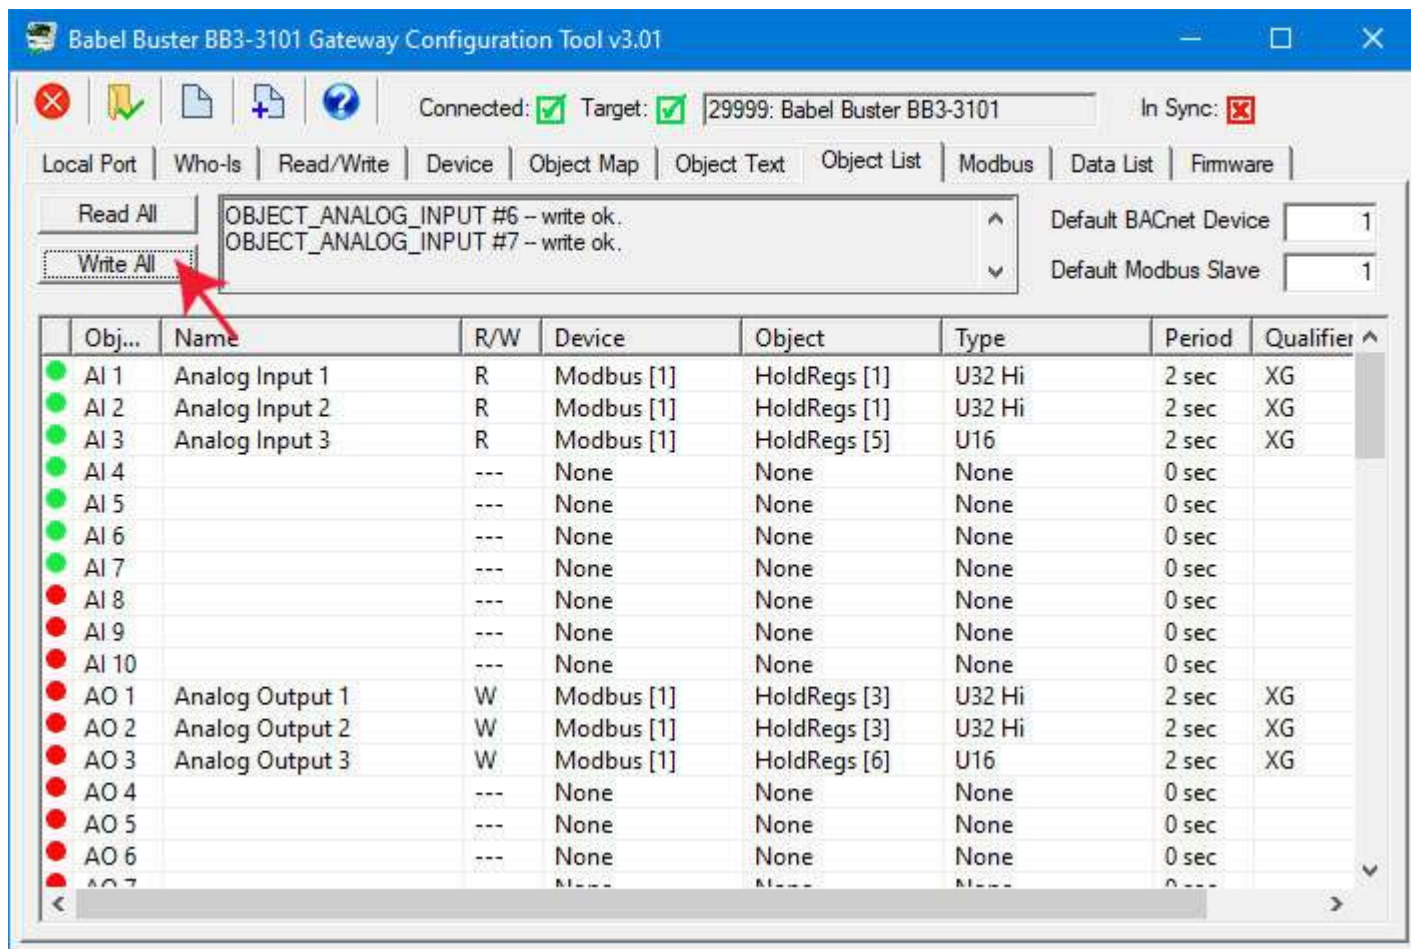 Babel Buster BB3-3101 Gateway Configuration Tool v3.01
Connected: Target: 29999: Babel Buster BB3-3101 In Sync:
Local Port Who-Is Read/Write Device Object Map Object Text Object List Modbus Data List Firmware
Read All
OBJECT_ANALOG_INPUT #6 -- write ok.
OBJECT_ANALOG_INPUT #7 -- write ok.
Default BACnet Device 1
Write All
Default Modbus Slave 1
Obj... Name R/W Device Object Type Period Qualifier
AI 1 Analog Input 1 R Modbus [1] HoldRegs [1] U32 Hi 2 sec XG
AI 2 Analog Input 2 R Modbus [1] HoldRegs [1] U32 Hi 2 sec XG
AI 3 Analog Input 3 R Modbus [1] HoldRegs [5] U16 2 sec XG
AI 4 --- None None None 0 sec
AI 5 --- None None None 0 sec
AI 6 --- None None None 0 sec
AI 7 --- None None None 0 sec
AI 8 --- None None None 0 sec
AI 9 --- None None None 0 sec
AI 10 --- None None None 0 sec
AO 1 Analog Output 1 W Modbus [1] HoldRegs [3] U32 Hi 2 sec XG
AO 2 Analog Output 2 W Modbus [1] HoldRegs [3] U32 Hi 2 sec XG
AO 3 Analog Output 3 W Modbus [1] HoldRegs [6] U16 2 sec XG
AO 4 --- None None None 0 sec
AO 5 --- None None None 0 sec
AO 6 --- None None None 0 sec